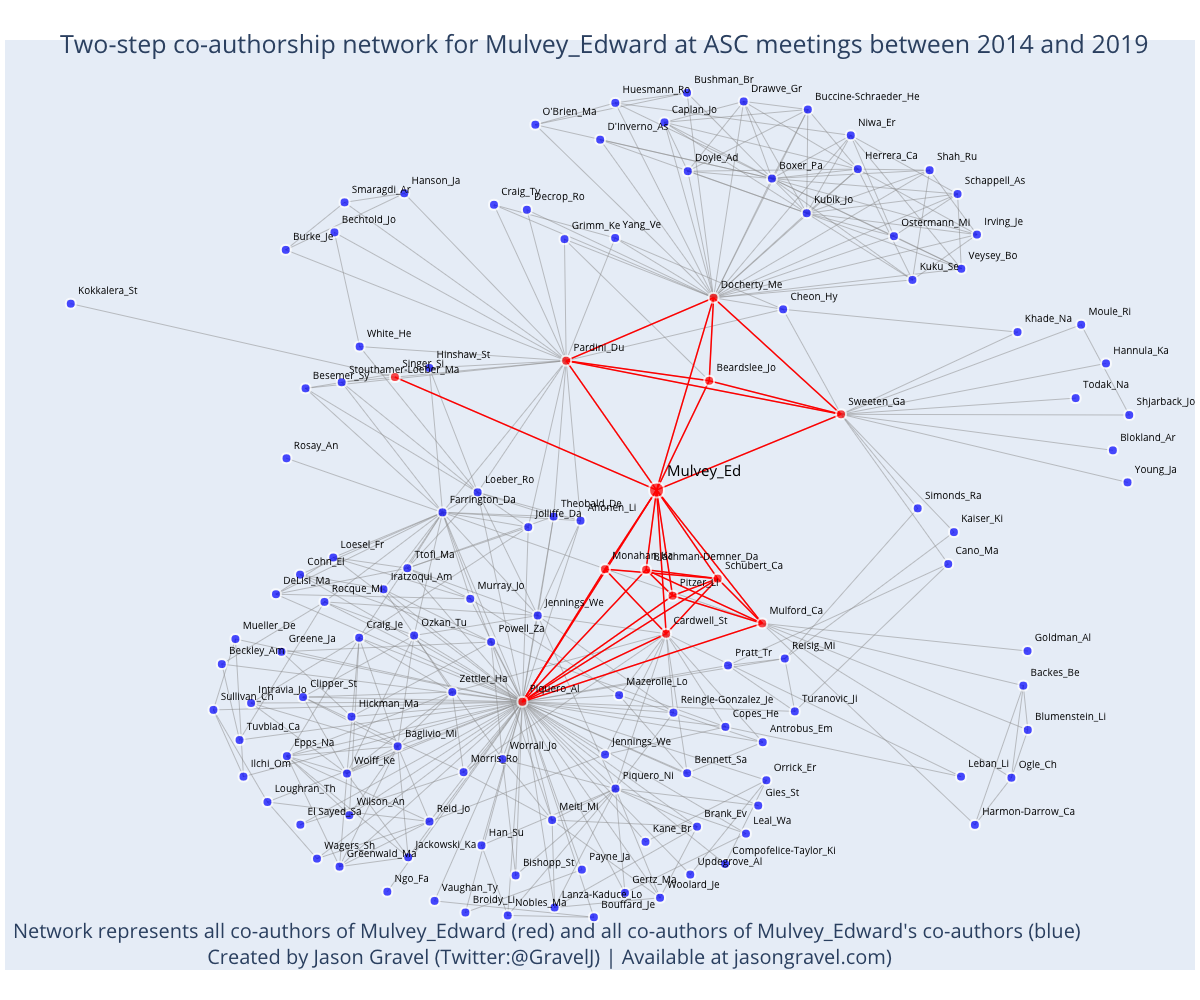 Two-step co-authorship network for Mulvey_Edward at ASC meetings between 2014 and 2019
Bushman_Br
Huesmann_Ro
Drawve_Gr
Buccine-Schraeder_He
O'Brien_Ma
Caplan_Jo
D'Inverno_As
Niwa_Er
Doyle_Ad
Boxer_Pa
Herrera_Ca
Shah_Ru
Hanson_Ja
Smaragdi_Ar
Schappell_As
Craig_Ty
Decrop_Ro
Kubik_Jo
Bechtold_Jo
Grimm_Ke
Yang_Ve
Ostermann_Mi
Irving_Je
Burke_Je
Veysey_Bo
Kuku_Se
Docherty_Me
Kokkalera_St
Cheon_Hy
Moule_Ri
Khade_Na
White_He
Pardini_Du
Hannula_Ka
Hinshaw_St
Singer_Si
Stouthamer-Loeber_Ma
Besemer_Sy
Beardslee_Jo
Todak_Na
Sweeten_Ga
Shjarback_Jo
Rosay_An
Blokland_Ar
Mulvey_Ed
Young_Ja
Loeber_Ro
Farrington_Da
Theobald_De
Jolliffe_Da
Simonds_Ra
Kaiser_Ki
Loesel_Fr
Ttofi_Ma
Cano_Ma
Cohn_El
Schubert_Ca
DeLisi_Ma
Iratzoqui_Am
Pitzer_Li
Rocque_Mi
Murray_Jo
Jennings_We
Mulford_Ca
Cardwell_St
Mueller_De
Greene_Ja
Craig_Je
Ozkan_Tu
Powell_Za
Goldman_Al
Beckley_Am
Pratt_Tr
Reisig_Mi
Backes_Be
Zettler_Ha
Piquero_Al
Mazerolle_Lo
Sullivan_Ch
Intravia_Jo
Clipper_St
Hickman_Ma
Reingle-Gonzalez_Je
Turanovic_Ji
Tuvblad_Ca
Copes_He
Antrobus_Em
Blumenstein_Li
Epps_Na
Baglivio_Mi
Worrall_Jo
Jennings_We
Ilchi_Om
Wolff_Ke
Morris_Ro
Bennett_Sa
Orrick_Er
Leban_Li
Ogle_Ch
Loughran_Th
Piquero_Ni
Gies_St
El Sayed_Sa
Wilson_An
Reid_Jo
Meitl_Mi
Brank_Ev
Leal_Wa
Harmon-Darrow_Ca
Han_Su
Kane_Br
Wagers_Sh
Greenwald_Ma
Jackowski_Ka
Bishopp_St
Payne_Ja
Updegrove_Al
Compofelice-Taylor_Ki
Ngo_Fa
Vaughan_Ty
Broidy_Li
Nobles_Ma
Lanza-Kaduce_Lo
Gertz_Ma
Woolard_Je
Bouffard_Je
Network represents all co-authors of Mulvey_Edward (red) and all co-authors of Mulvey_Edward's co-authors (blue)
Created by Jason Gravel (Twitter:@GravelJ) | Available at jasongravel.com)